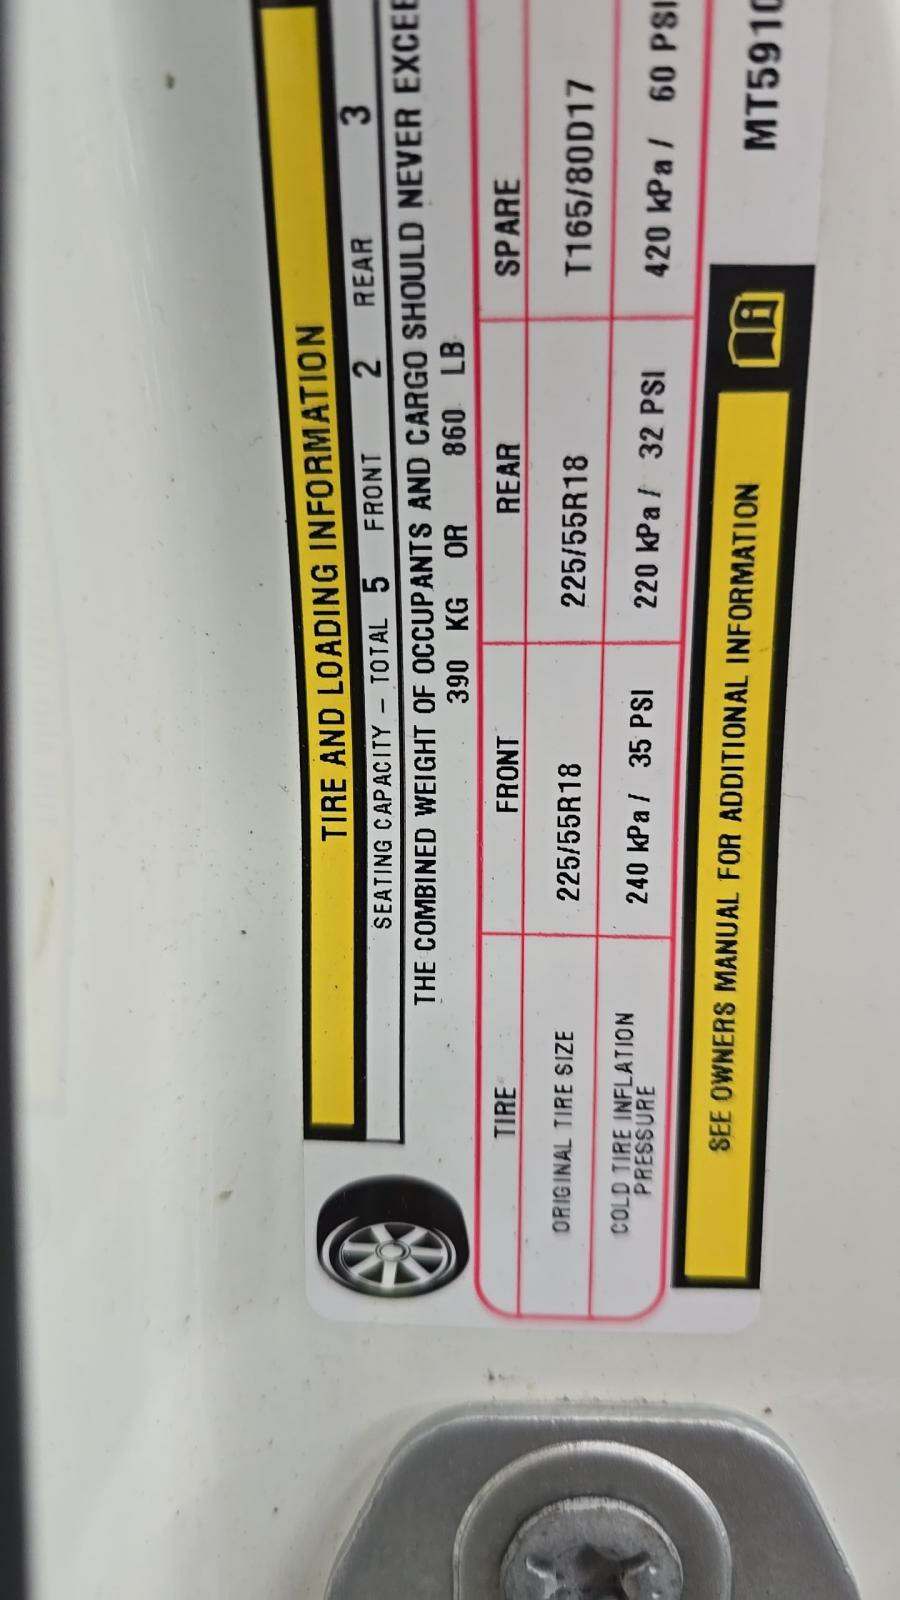 TIRE AND LOADING INFORMATION
SEATING CAPACITY – TOTAL 5 FRONT 2 REAR 3
THE COMBINED WEIGHT OF OCCUPANTS AND CARGO SHOULD NEVER EXCEE
390 KG OR 860 LB
TIRE FRONT REAR SPARE
ORIGINAL TIRE SIZE 225/55R18 225/55R18 T165/80D17
COLD TIRE INFLATION PRESSURE 240 kPa / 35 PSI 220 kPa / 32 PSI 420 kPa / 60 PSI
SEE OWNERS MANUAL FOR ADDITIONAL INFORMATION
MT5910